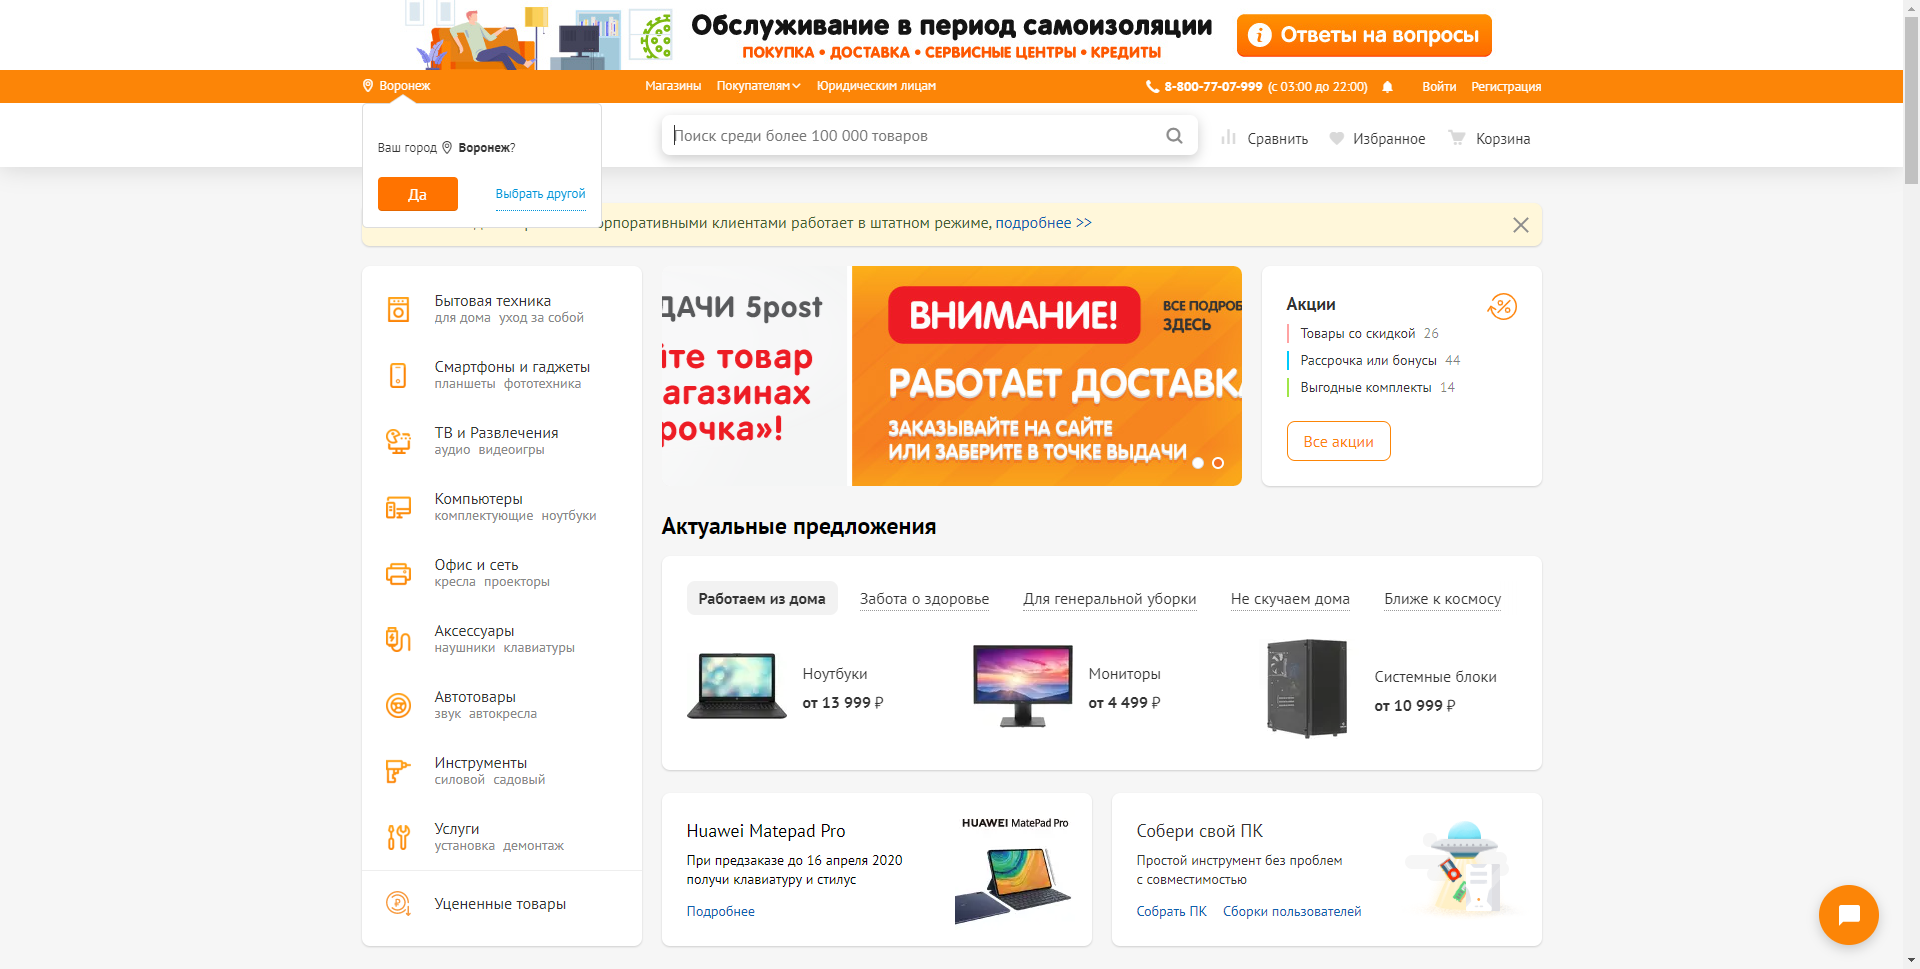 Обслуживание в период самоизоляции
ПОКУПКА • ДОСТАВКА • СЕРВИСНЫЕ ЦЕНТРЫ • КРЕДИТЫ
Ответы на вопросы
Воронеж
Магазины Покупателям Юридическим лицам
8-800-77-07-999 (с 03:00 до 22:00)
Войти Регистрация
Ваш город Воронеж?
Да Выбрать другой
Поиск среди более 100 000 товаров
Сравнить Избранное Корзина
орпоративными клиентами работает в штатном режиме, подробнее >>
Бытовая техника
для дома уход за собой
Смартфоны и гаджеты
планшеты фототехника
ТВ и Развлечения
аудио видеоигры
Компьютеры
комплектующие ноутбуки
Офис и сеть
кресла проекторы
Аксессуары
наушники клавиатуры
Автотовары
звук автокресла
Инструменты
силовой садовый
Услуги
установка демонтаж
Уцененные товары
ДАЧИ 5post
йте товар
агазинах
рочка»!
ВНИМАНИЕ!
ВСЕ ПОДРОБ
ЗДЕСЬ
РАБОТАЕТ ДОСТАВКА
ЗАКАЗЫВАЙТЕ НА САЙТЕ
ИЛИ ЗАБЕРИТЕ В ТОЧКЕ ВЫДАЧИ
Акции
Товары со скидкой 26
Рассрочка или бонусы 44
Выгодные комплекты 14
Все акции
Актуальные предложения
Работаем из дома Забота о здоровье Для генеральной уборки Не скучаем дома Ближе к космосу
Ноутбуки
от 13 999 ₽
Мониторы
от 4 499 ₽
Системные блоки
от 10 999 ₽
Huawei Matepad Pro
При предзаказе до 16 апреля 2020
получи клавиатуру и стилус
Подробнее
HUAWEI MatePad Pro
Собери свой ПК
Простой инструмент без проблем
с совместимостью
Собрать ПК Сборки пользователей